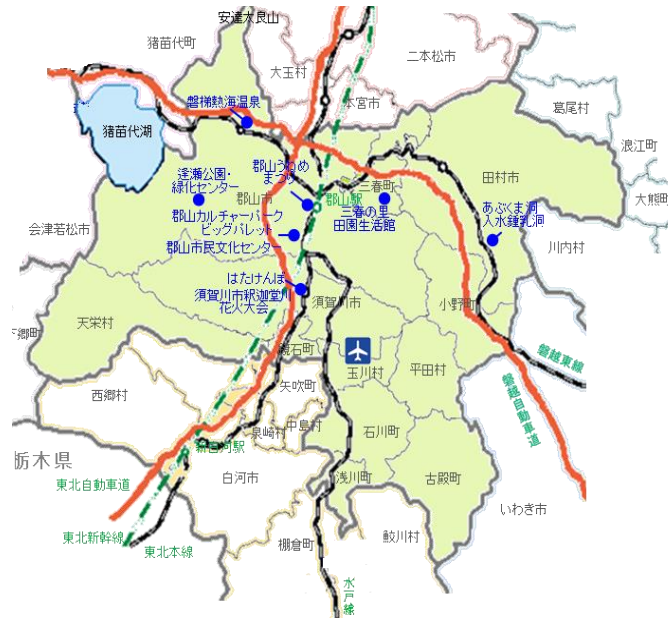 安達太良山
猪苗代町
二本松市
大玉村
葛尾村
本宮市
磐梯熱海温泉
猪苗代湖
浪江町
逢瀬公園・
緑化センター
郡山うねめ
まつり
田村市
三春町
大熊町
郡山市
郡山駅
三春の里
田園生活館
あぶくま洞
入水鍾乳洞
郡山カルチャーパーク
ビッグパレット
郡山市民文化センター
会津若松市
川内村
はたけんぼ
須賀川市釈迦堂川
花火大会
須賀川市
小野町
天栄村
下郷町
鏡石町
磐越東線
平田村
玉川村
西郷村
矢吹町
磐越自動車道
中島村
泉崎村
石川町
新白河駅
栃木県
白河市
浅川町
古殿町
東北自動車道
いわき市
東北新幹線
鮫川村
棚倉町
東北本線
水戸線